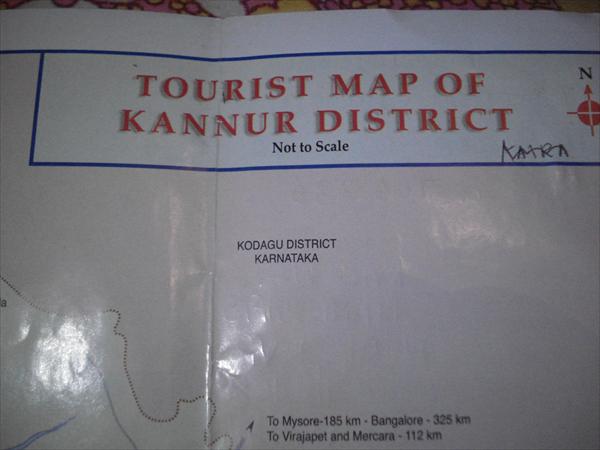 TOURIST MAP OF
KANNUR DISTRICT
Not to Scale
N
KATRA
KODAGU DISTRICT
KARNATAKA
a
To Mysore-185 km - Bangalore - 325 km
To Virajapet and Mercara - 112 km